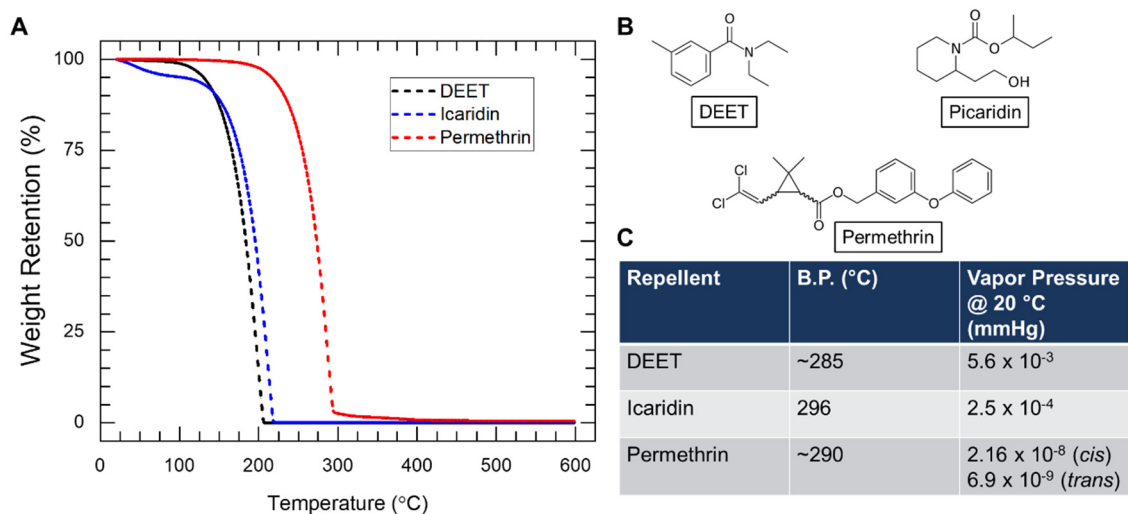 A
Weight Retention (%)
100
75
50
25
0
DEET
Icaridin
Permethrin
0 100 200 300 400 500 600
Temperature (°C)
B
O
N
DEET
O
N
O
OH
Picaridin
Cl
Cl
O
O
O
Permethrin
C
Repellent B.P. (°C) Vapor Pressure
@ 20 °C
(mmHg)
DEET ~285 5.6 x 10⁻³
Icaridin 296 2.5 x 10⁻⁴
Permethrin ~290 2.16 x 10⁻⁸ (cis)
6.9 x 10⁻⁹ (trans)